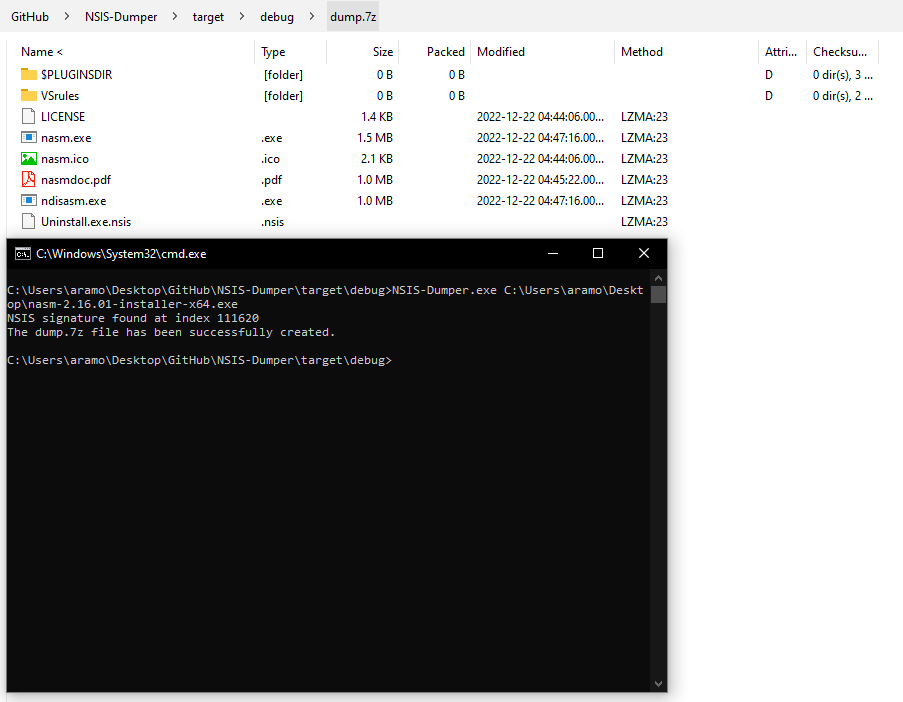 GitHub > NSIS-Dumper > target > debug > dump.7z
Name < Type Size Packed Modified Method Attri... Checksu...
$PLUGINSDIR [folder] 0 B 0 B D 0 dir(s), 3 ...
VSrules [folder] 0 B 0 B D 0 dir(s), 2 ...
LICENSE 1.4 KB 2022-12-22 04:44:06.00... LZMA:23
nasm.exe .exe 1.5 MB 2022-12-22 04:47:16.00... LZMA:23
nasm.ico .ico 2.1 KB 2022-12-22 04:44:06.00... LZMA:23
nasmdoc.pdf .pdf 1.0 MB 2022-12-22 04:45:22.00... LZMA:23
ndisasm.exe .exe 1.0 MB 2022-12-22 04:47:16.00... LZMA:23
Uninstall.exe.nsis .nsis LZMA:23
C:\Windows\System32\cmd.exe
C:\Users\aramo\Desktop\GitHub\NSIS-Dumper\target\debug>NSIS-Dumper.exe C:\Users\aramo\Deskt
op\nasm-2.16.01-installer-x64.exe
NSIS signature found at index 111620
The dump.7z file has been successfully created.
C:\Users\aramo\Desktop\GitHub\NSIS-Dumper\target\debug>